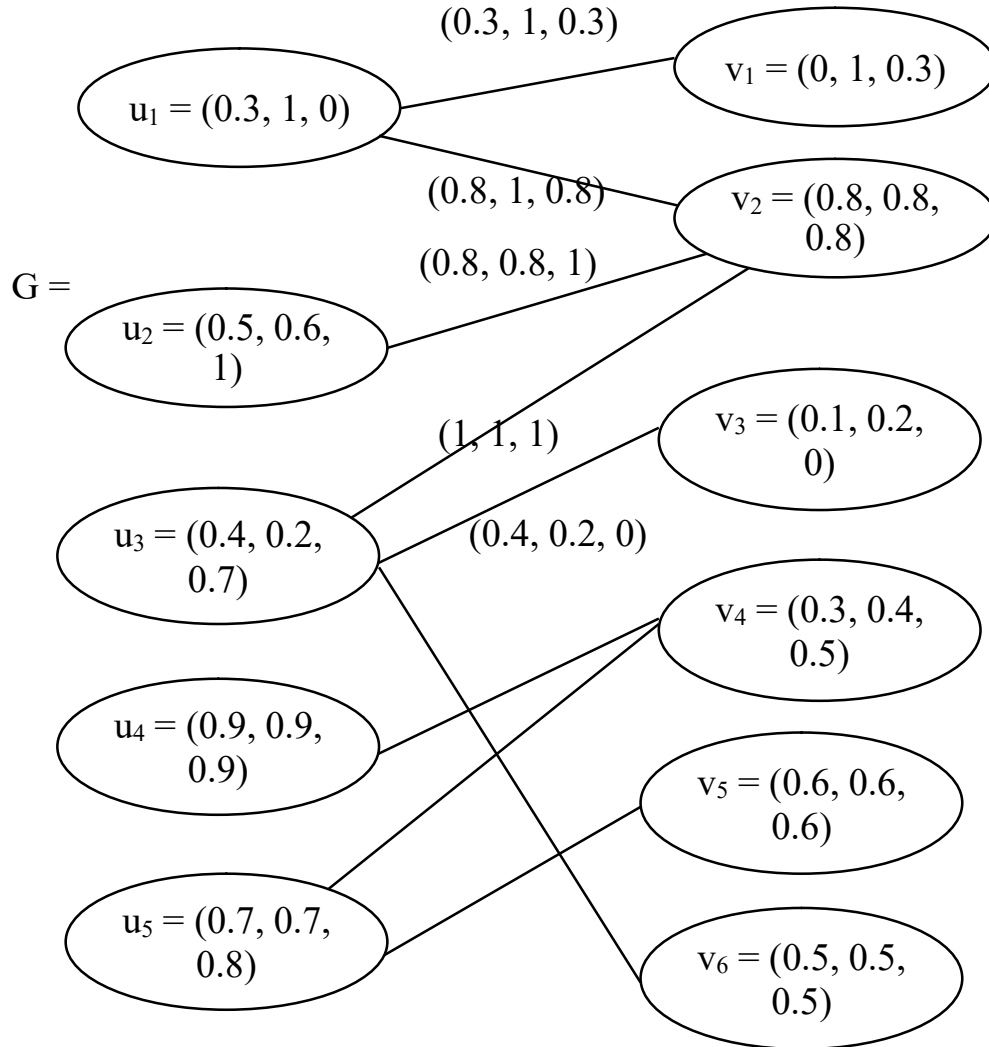 (0.3, 1, 0.3)
v₁ = (0, 1, 0.3)
u₁ = (0.3, 1, 0)
(0.8, 1, 0.8)
v₂ = (0.8, 0.8,
0.8)
(0.8, 0.8, 1)
G =
u₂ = (0.5, 0.6,
1)
v₃ = (0.1, 0.2,
0)
(1, 1, 1)
u₃ = (0.4, 0.2,
0.7)
(0.4, 0.2, 0)
v₄ = (0.3, 0.4,
0.5)
u₄ = (0.9, 0.9,
0.9)
v₅ = (0.6, 0.6,
0.6)
u₅ = (0.7, 0.7,
0.8)
v₆ = (0.5, 0.5,
0.5)